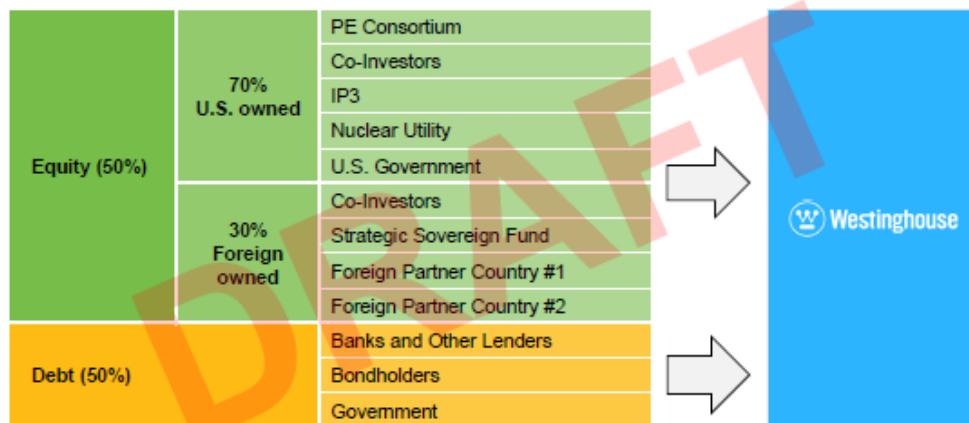 Equity (50%)
70%
U.S. owned
PE Consortium
Co-Investors
IP3
Nuclear Utility
U.S. Government
30%
Foreign
owned
Co-Investors
Strategic Sovereign Fund
Foreign Partner Country #1
Foreign Partner Country #2
Debt (50%)
Banks and Other Lenders
Bondholders
Government
Westinghouse
DRAFT